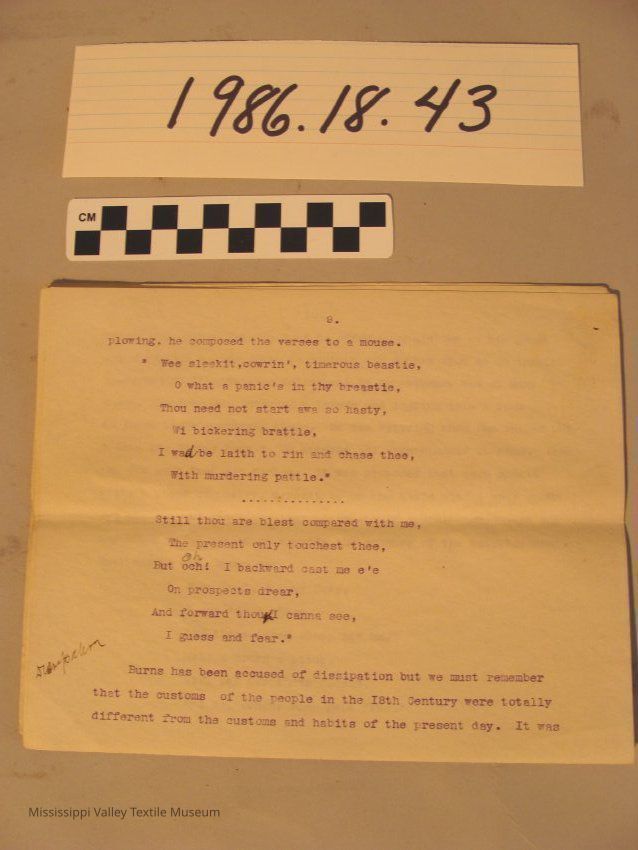 1986.18.43
CM
9.
plowing. he composed the verses to a mouse.
" Wee sleekit,cowrin', timerous beastie,
O what a panic's in thy breastie,
Thou need not start awa so hasty,
Wi bickering brattle,
I wad be laith to rin and chase thee,
With murdering pattle."
...............
Still thou are blest compared with me,
The present only touchest thee,
oh
But och! I backward cast me e'e
On prospects drear,
And forward though I canna see,
I guess and fear."
dissipation
Burns has been accused of dissipation but we must remember
that the customs of the people in the I8th Century were totally
different from the customs and habits of the present day. It was
Mississippi Valley Textile Museum